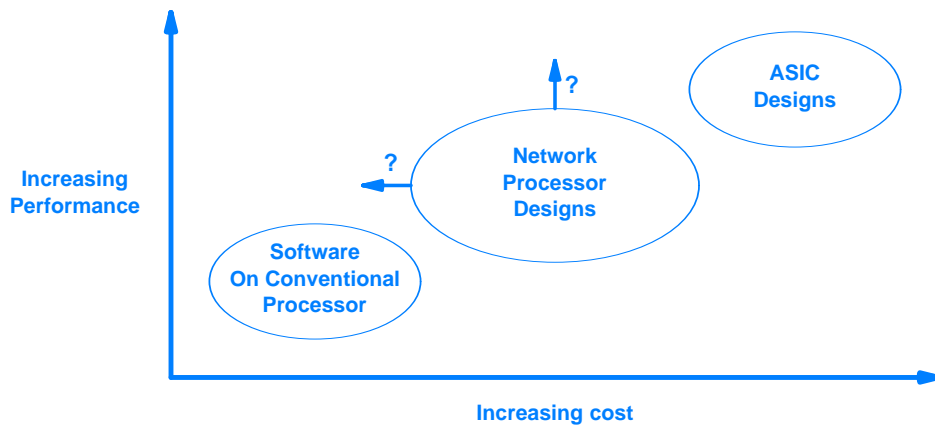 ASIC
Designs
?
Network
Processor
Designs
?
Increasing
Performance
Software
On Conventional
Processor
Increasing cost